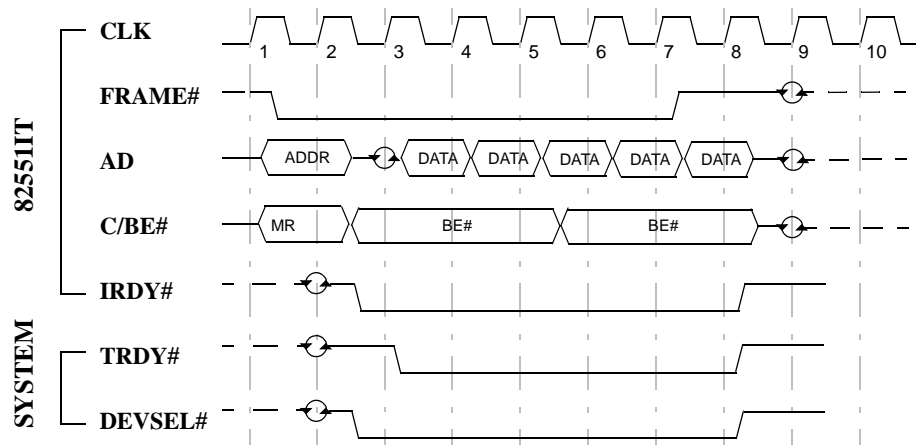 CLK
1 2 3 4 5 6 7 8 9 10
FRAME#
AD
ADDR DATA DATA DATA DATA DATA
C/BE#
MR BE# BE#
IRDY#
TRDY#
DEVSEL#
82551IT
SYSTEM